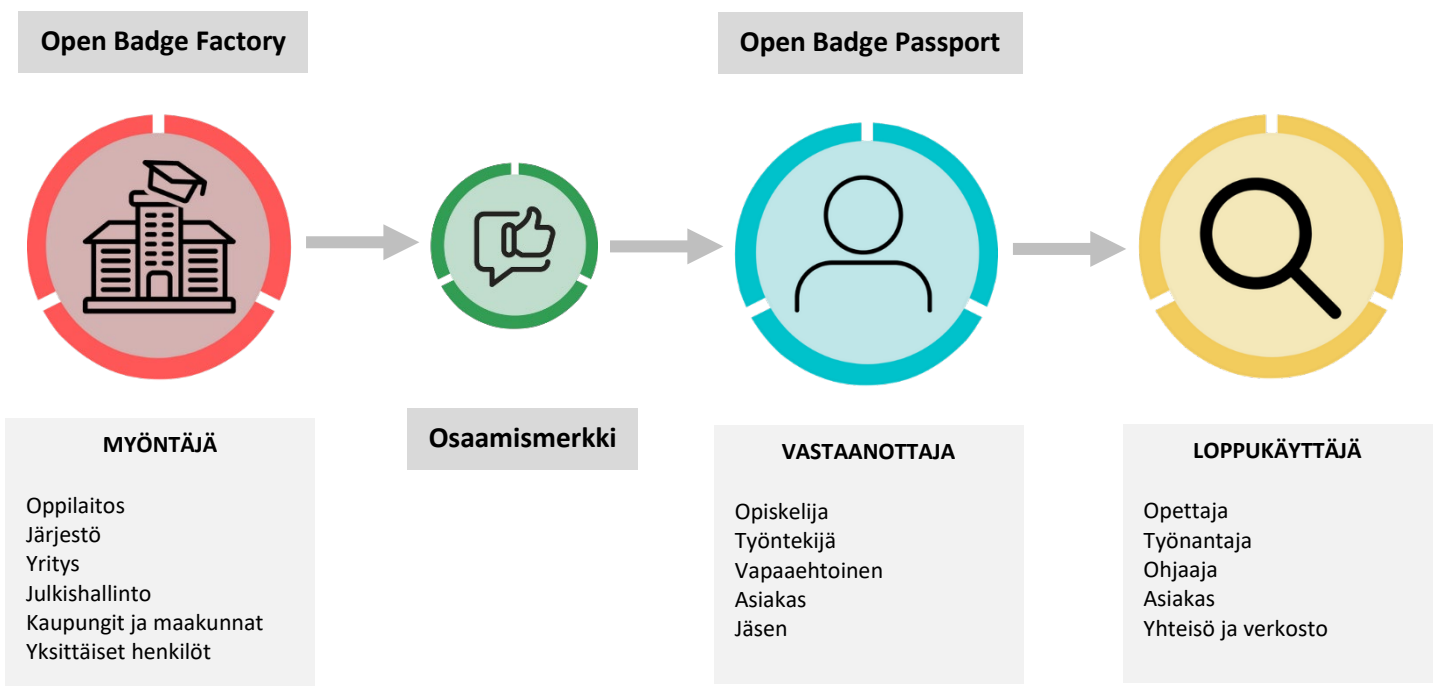 Open Badge Factory
Open Badge Passport
MYÖNTÄJÄ
Oppilaitos
Järjestö
Yritys
Julkishallinto
Kaupungit ja maakunnat
Yksittäiset henkilöt
Osaamismerkki
VASTAANOTTAJA
Opiskelija
Työntekijä
Vapaaehtoinen
Asiakas
Jäsen
LOPPUKÄYTTÄJÄ
Opettaja
Työnantaja
Ohjaaja
Asiakas
Yhteisö ja verkosto